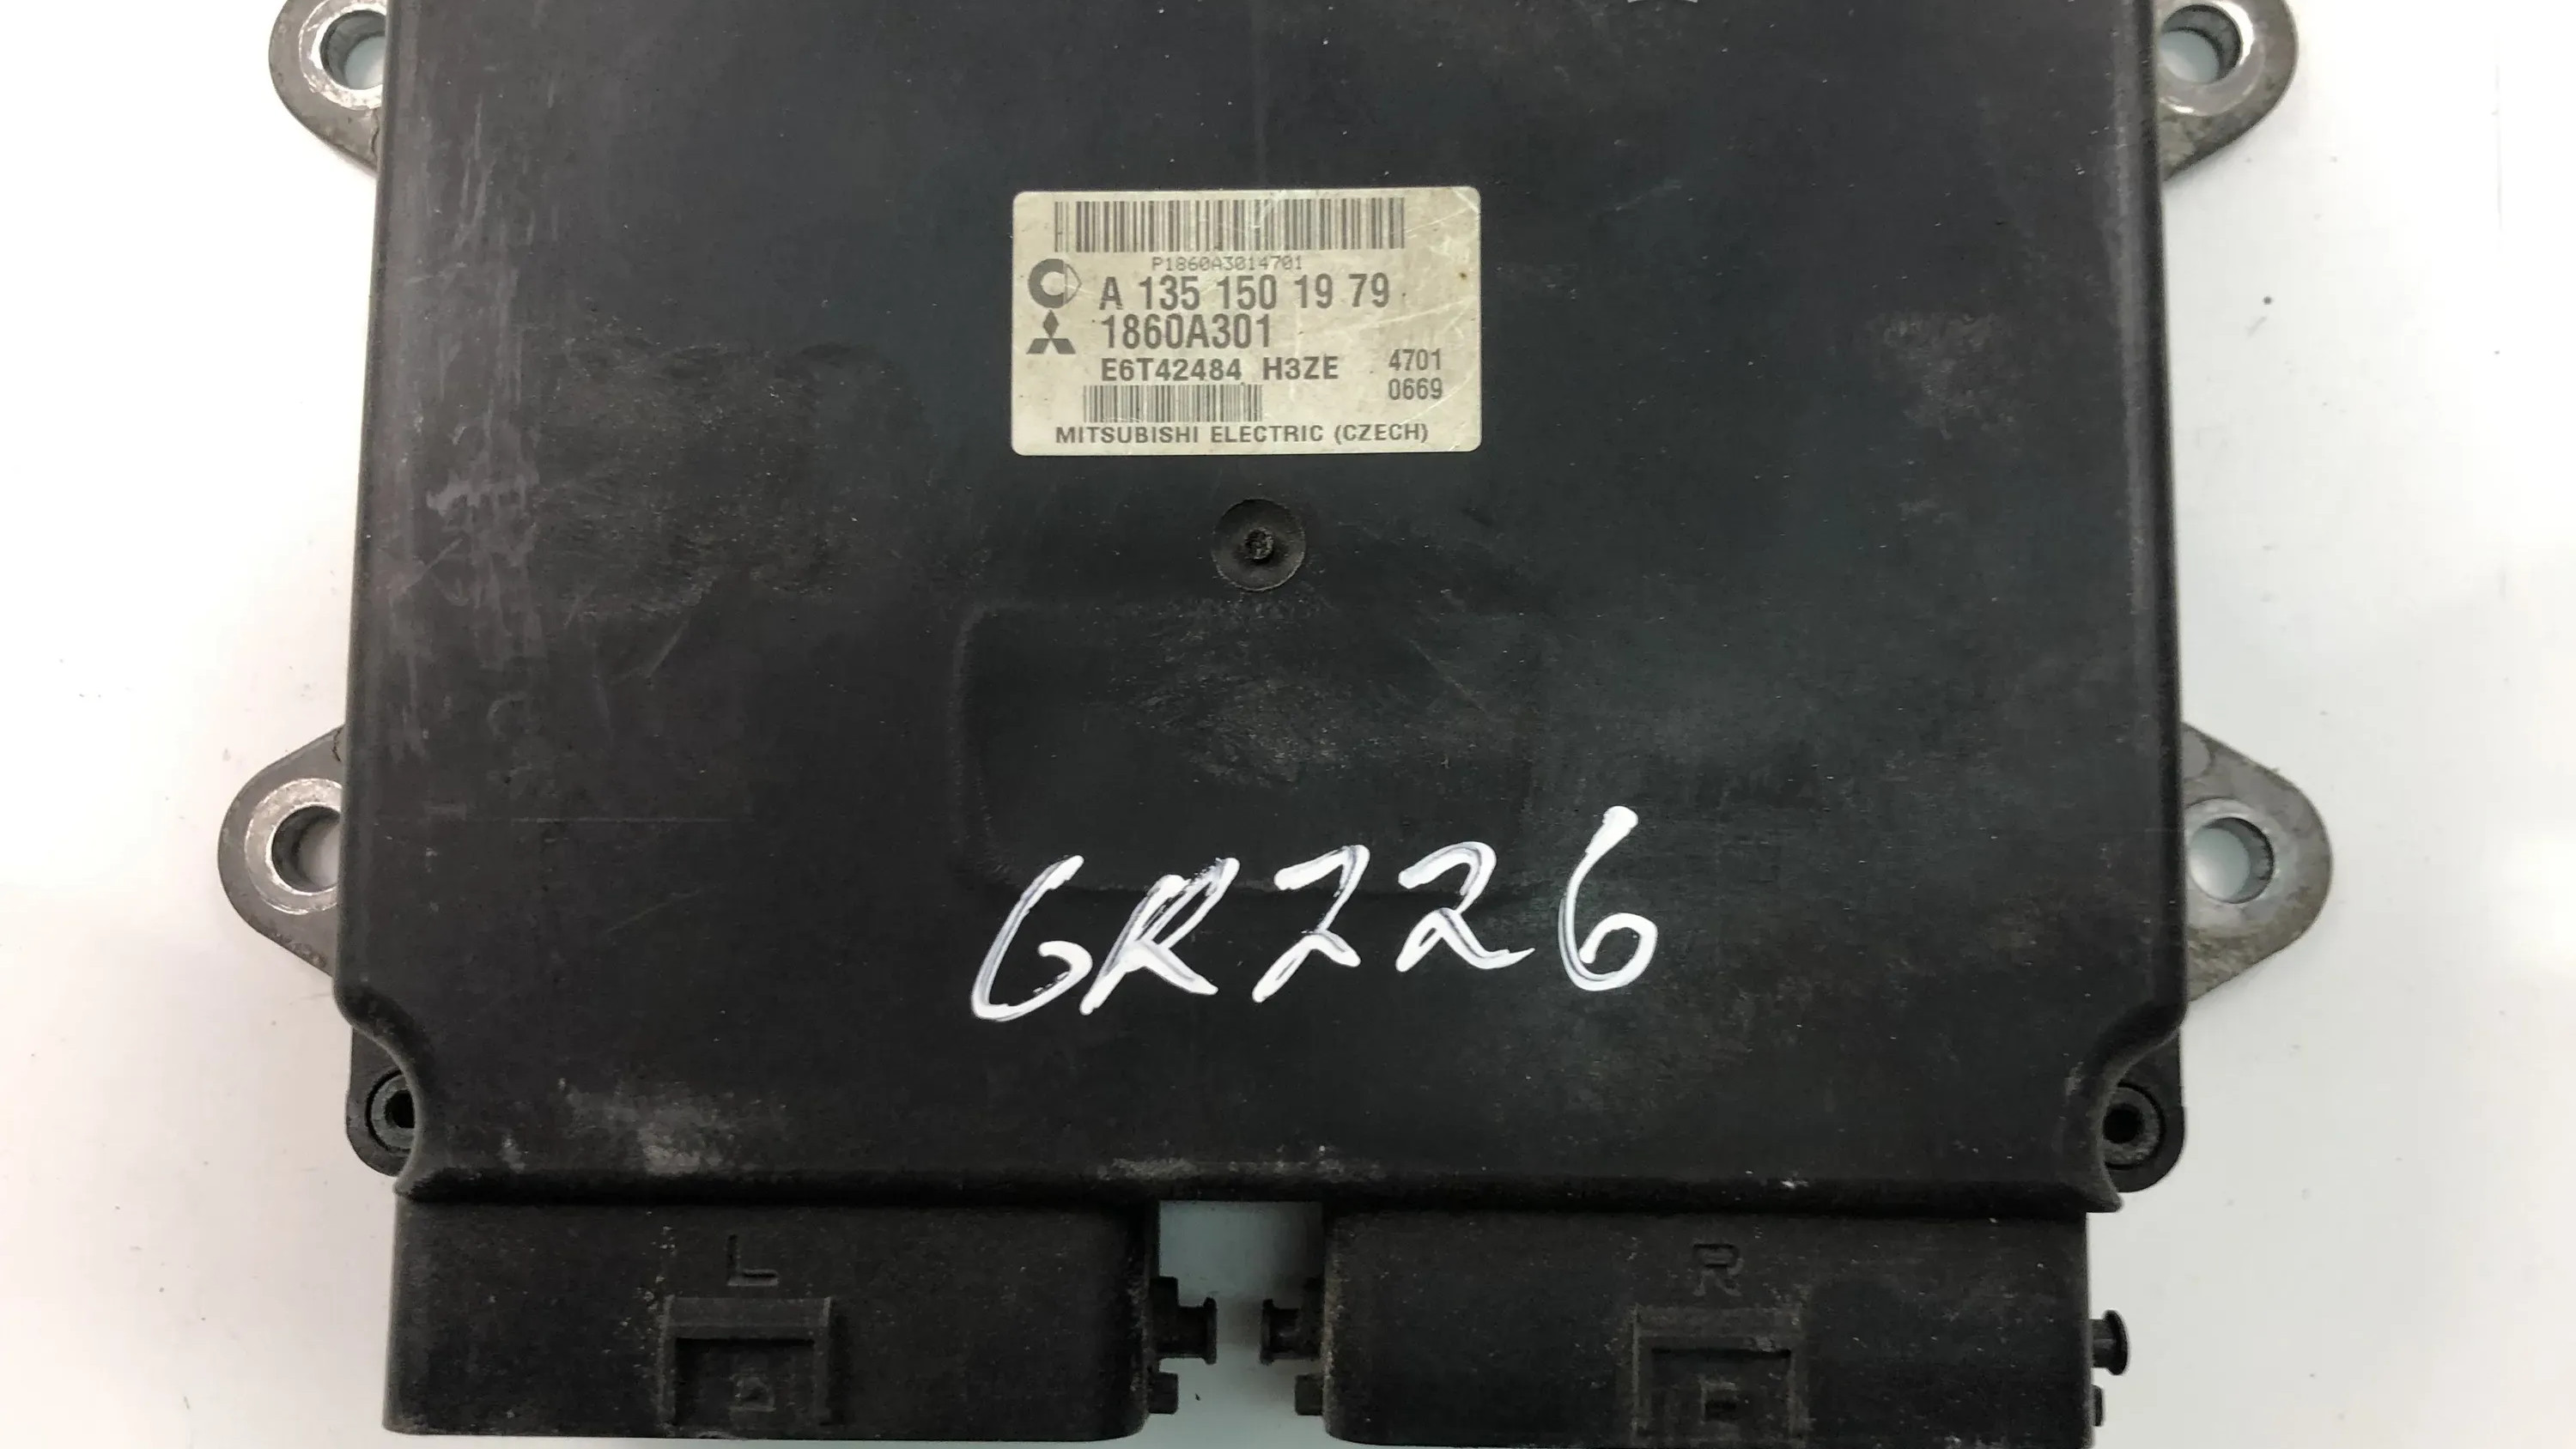 P1860A3014701
A 135 150 19 79
1860A301
E6T42484 H3ZE 4701
0669
MITSUBISHI ELECTRIC (CZECH)
GR226
L R